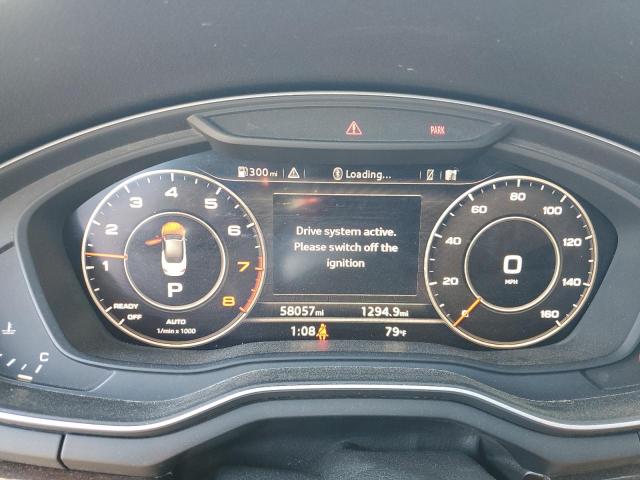 PARK
300 mi
Loading...
Drive system active.
Please switch off the
ignition
1 2 3 4 5 6 7 8
READY
OFF
P
AUTO
1/min x 1000
0 20 40 60 80 100 120 140 160
0
MPH
58057mi 1294.9mi
1:08 79°F
C